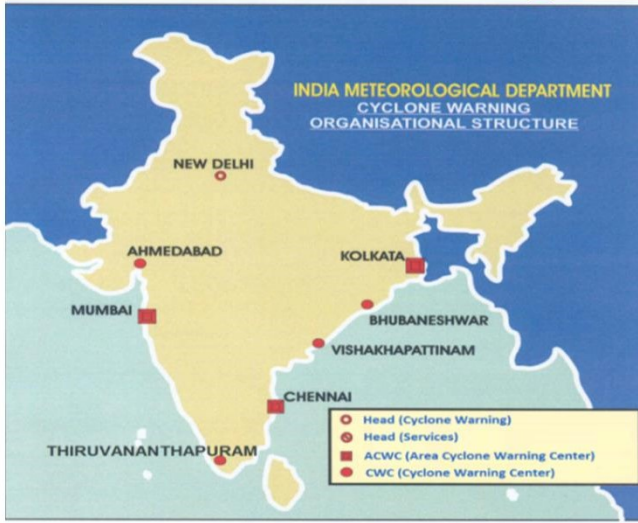 INDIA METEOROLOGICAL DEPARTMENT
CYCLONE WARNING
ORGANISATIONAL STRUCTURE
NEW DELHI
AHMEDABAD
KOLKATA
MUMBAI
BHUBANESHWAR
VISHAKHAPATTINAM
CHENNAI
THIRUVANANTHAPURAM
Head (Cyclone Warning)
Head (Services)
ACWC (Area Cyclone Warning Center)
CWC (Cyclone Warning Center)